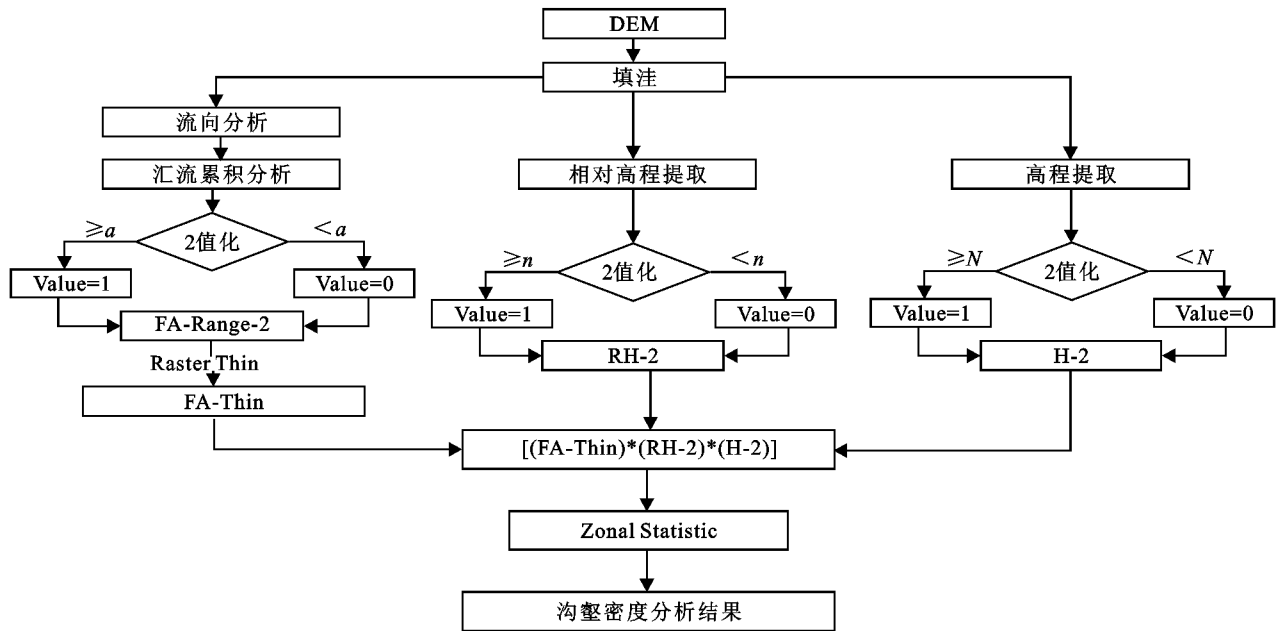 DEM
填洼
流向分析
汇流累积分析
相对高程提取
高程提取
≥a
2值化
<a
Value=1
Value=0
≥n
2值化
<n
Value=1
Value=0
≥N
2值化
<N
Value=1
Value=0
FA-Range-2
RH-2
H-2
Raster Thin
FA-Thin
[(FA-Thin)*(RH-2)*(H-2)]
Zonal Statistic
沟壑密度分析结果